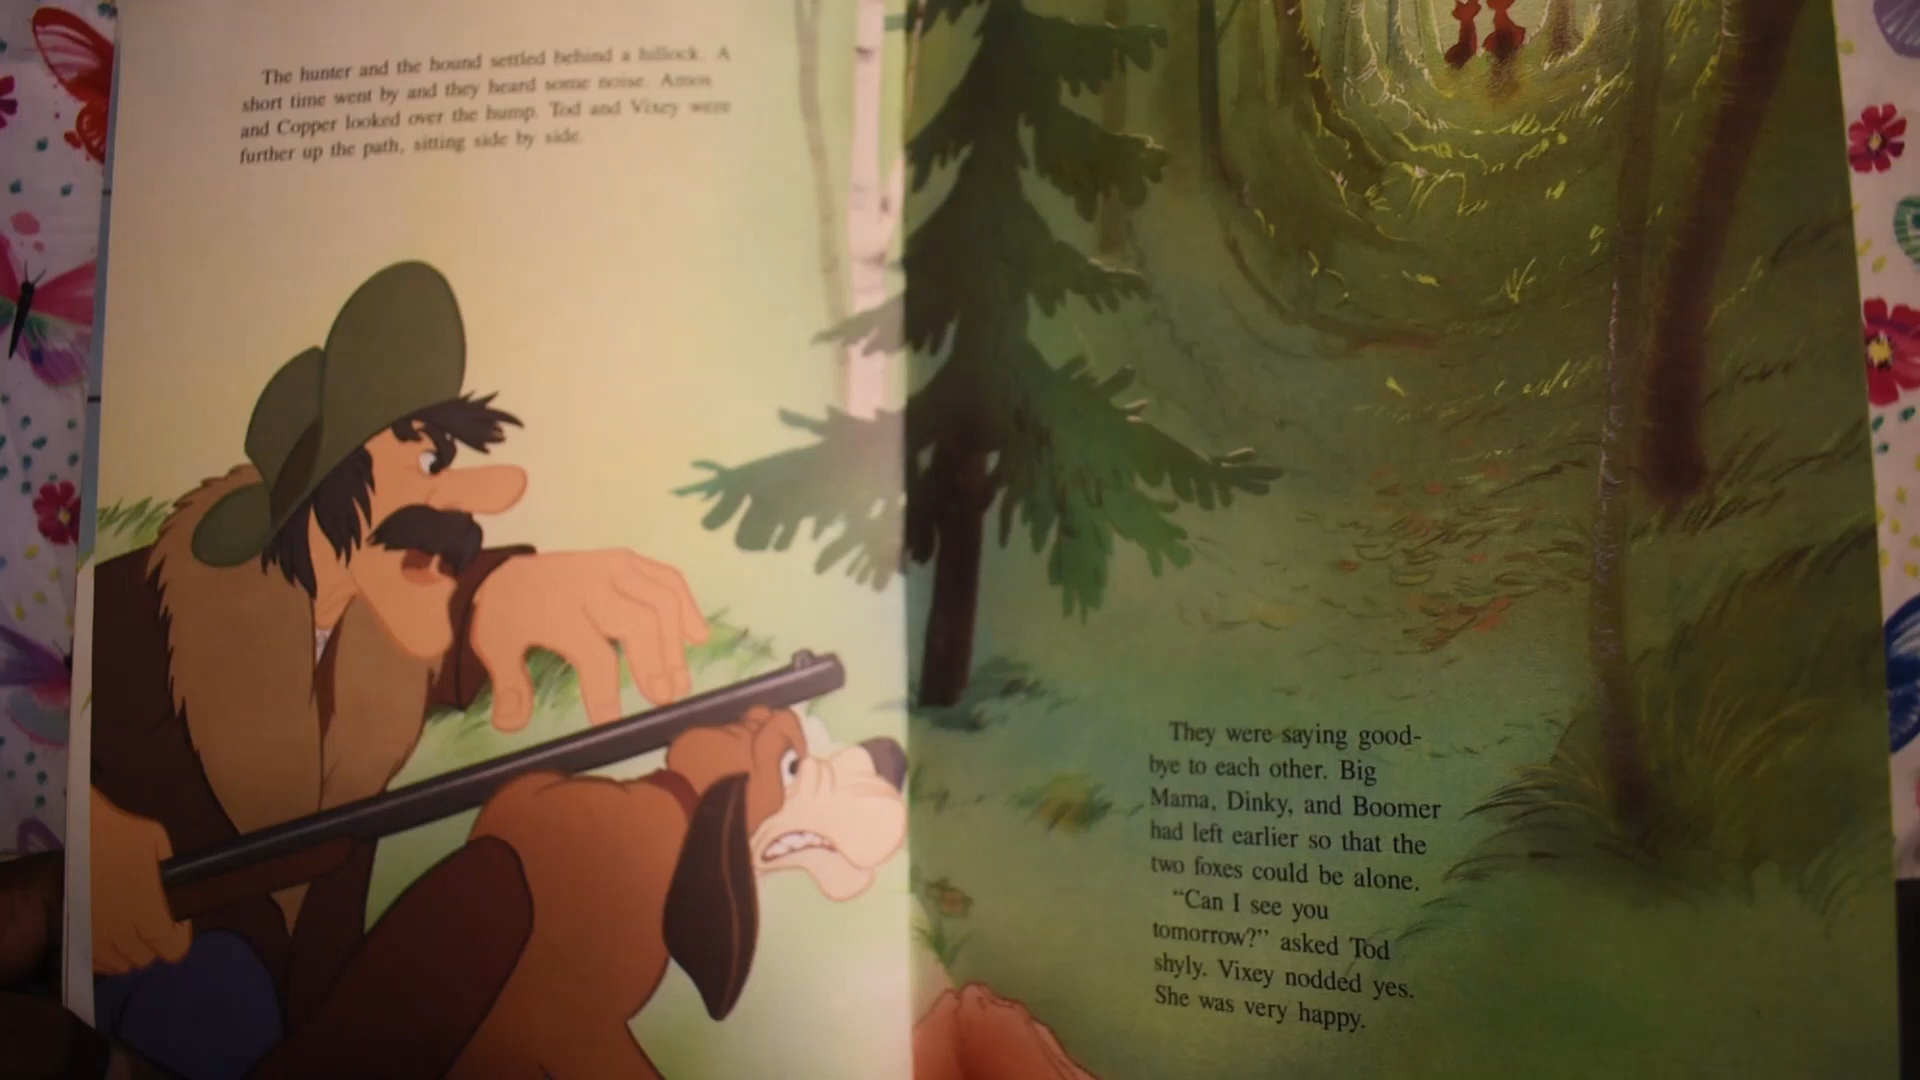 The hunter and the hound settled behind a hillock. A
short time went by and they heard some noise. Amos
and Copper looked over the hump. Tod and Vixey were
further up the path, sitting side by side.
They were saying good-
bye to each other. Big
Mama, Dinky, and Boomer
had left earlier so that the
two foxes could be alone.
“Can I see you
tomorrow?” asked Tod
shyly. Vixey nodded yes.
She was very happy.